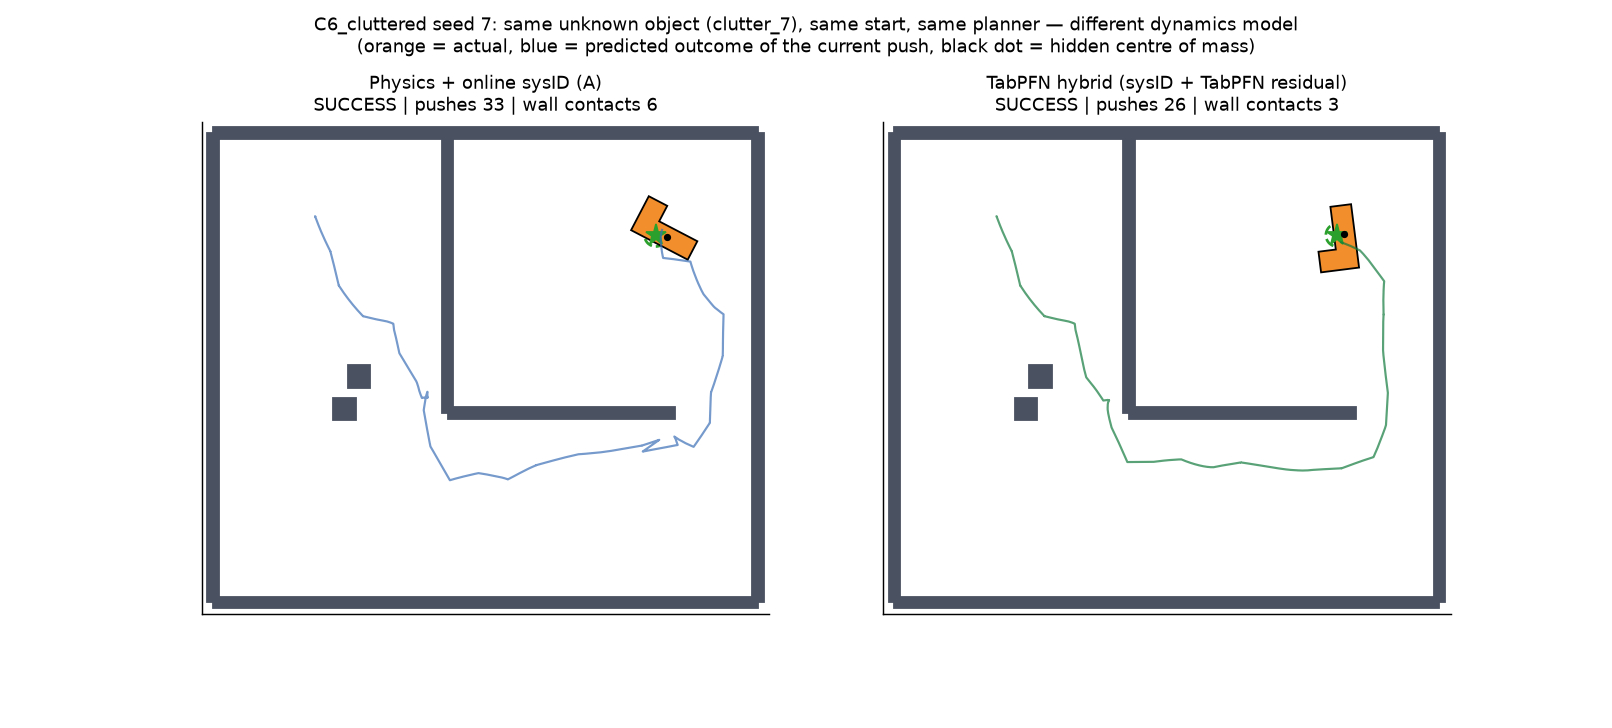 C6_cluttered seed 7: same unknown object (clutter_7), same start, same planner — different dynamics model
(orange = actual, blue = predicted outcome of the current push, black dot = hidden centre of mass)
Physics + online sysID (A)
SUCCESS | pushes 33 | wall contacts 6
TabPFN hybrid (sysID + TabPFN residual)
SUCCESS | pushes 26 | wall contacts 3